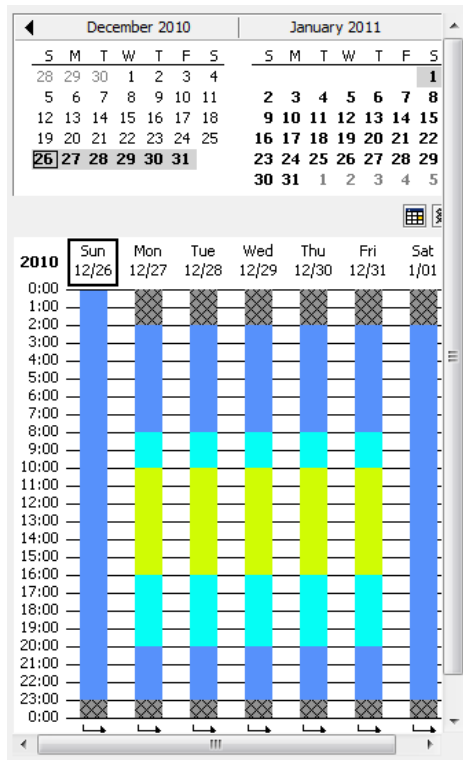 December 2010 January 2011
S M T W T F S S M T W T F S
28 29 30 1 2 3 4 1
5 6 7 8 9 10 11 2 3 4 5 6 7 8
12 13 14 15 16 17 18 9 10 11 12 13 14 15
19 20 21 22 23 24 25 16 17 18 19 20 21 22
26 27 28 29 30 31 23 24 25 26 27 28 29
30 31 1 2 3 4 5
2010 Sun Mon Tue Wed Thu Fri Sat
12/26 12/27 12/28 12/29 12/30 12/31 1/01
0:00
1:00
2:00
3:00
4:00
5:00
6:00
7:00
8:00
9:00
10:00
11:00
12:00
13:00
14:00
15:00
16:00
17:00
18:00
19:00
20:00
21:00
22:00
23:00
0:00